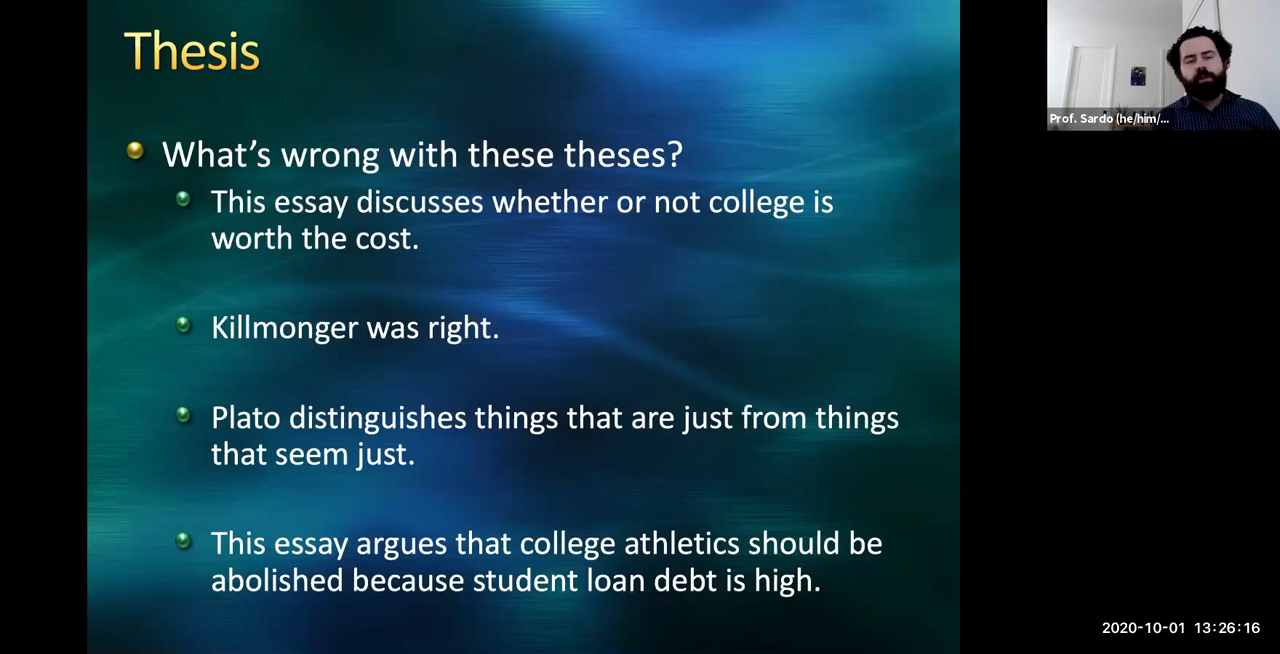 Thesis
What's wrong with these theses?
This essay discusses whether or not college is
worth the cost.
Killmonger was right.
Plato distinguishes things that are just from things
that seem just.
This essay argues that college athletics should be
abolished because student loan debt is high.
Prof. Sardo (he/him/...
2020-10-01 13:26:16